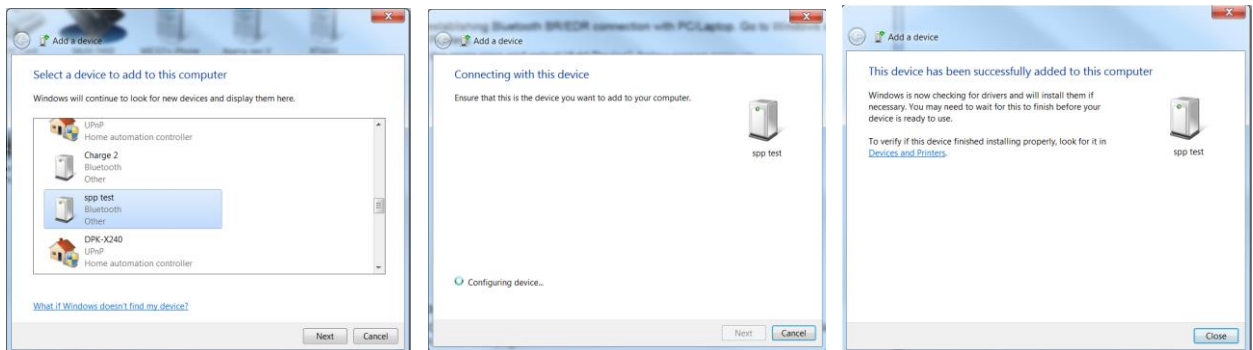 Add a device
Select a device to add to this computer
Windows will continue to look for new devices and display them here.
UPnP
Home automation controller
Charge 2
Bluetooth
Other
spp test
Bluetooth
Other
DPK-X240
UPnP
Home automation controller
What if Windows doesn't find my device?
Next
Cancel
establishing Bluetooth BR/EDR connection with PC/Laptop. Go to Windows
Add a device
Connecting with this device
Ensure that this is the device you want to add to your computer.
spp test
Configuring device...
Next
Cancel
Add a device
This device has been successfully added to this computer
Windows is now checking for drivers and will install them if
necessary. You may need to wait for this to finish before your
device is ready to use.
To verify if this device finished installing properly, look for it in
Devices and Printers.
spp test
Close